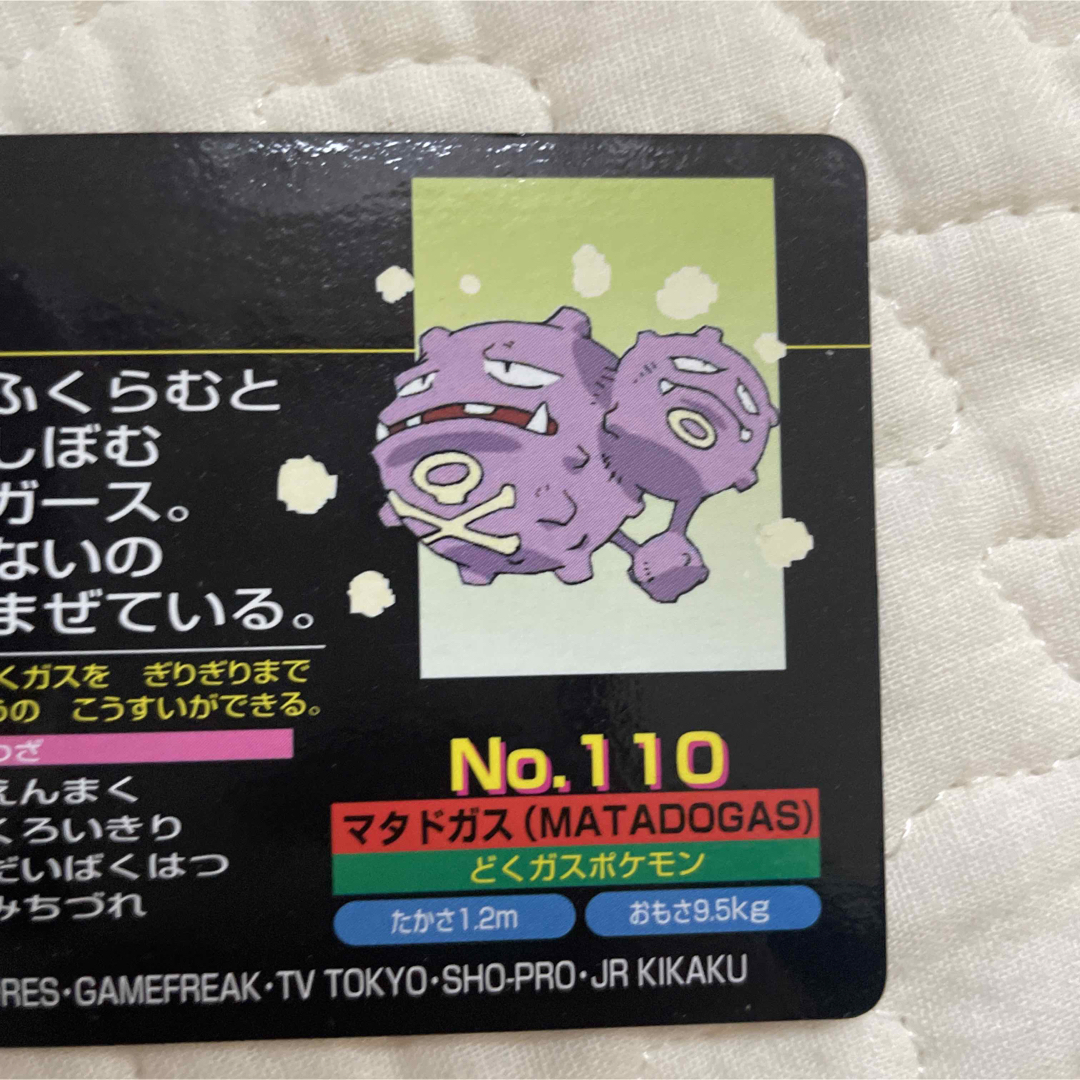 ふくらむと
しぼむ
ガース。
ないの
まぜている。
くガスを　ぎりぎりまで
うの　こうすいができる。
わざ
えんまく
くろいきり
だいばくはつ
みちづれ
No.110
マタドガス(MATADOGAS)
どくガスポケモン
たかさ1.2m
おもさ9.5kg
URES・GAMEFREAK・TV TOKYO・SHO-PRO・JR KIKAKU